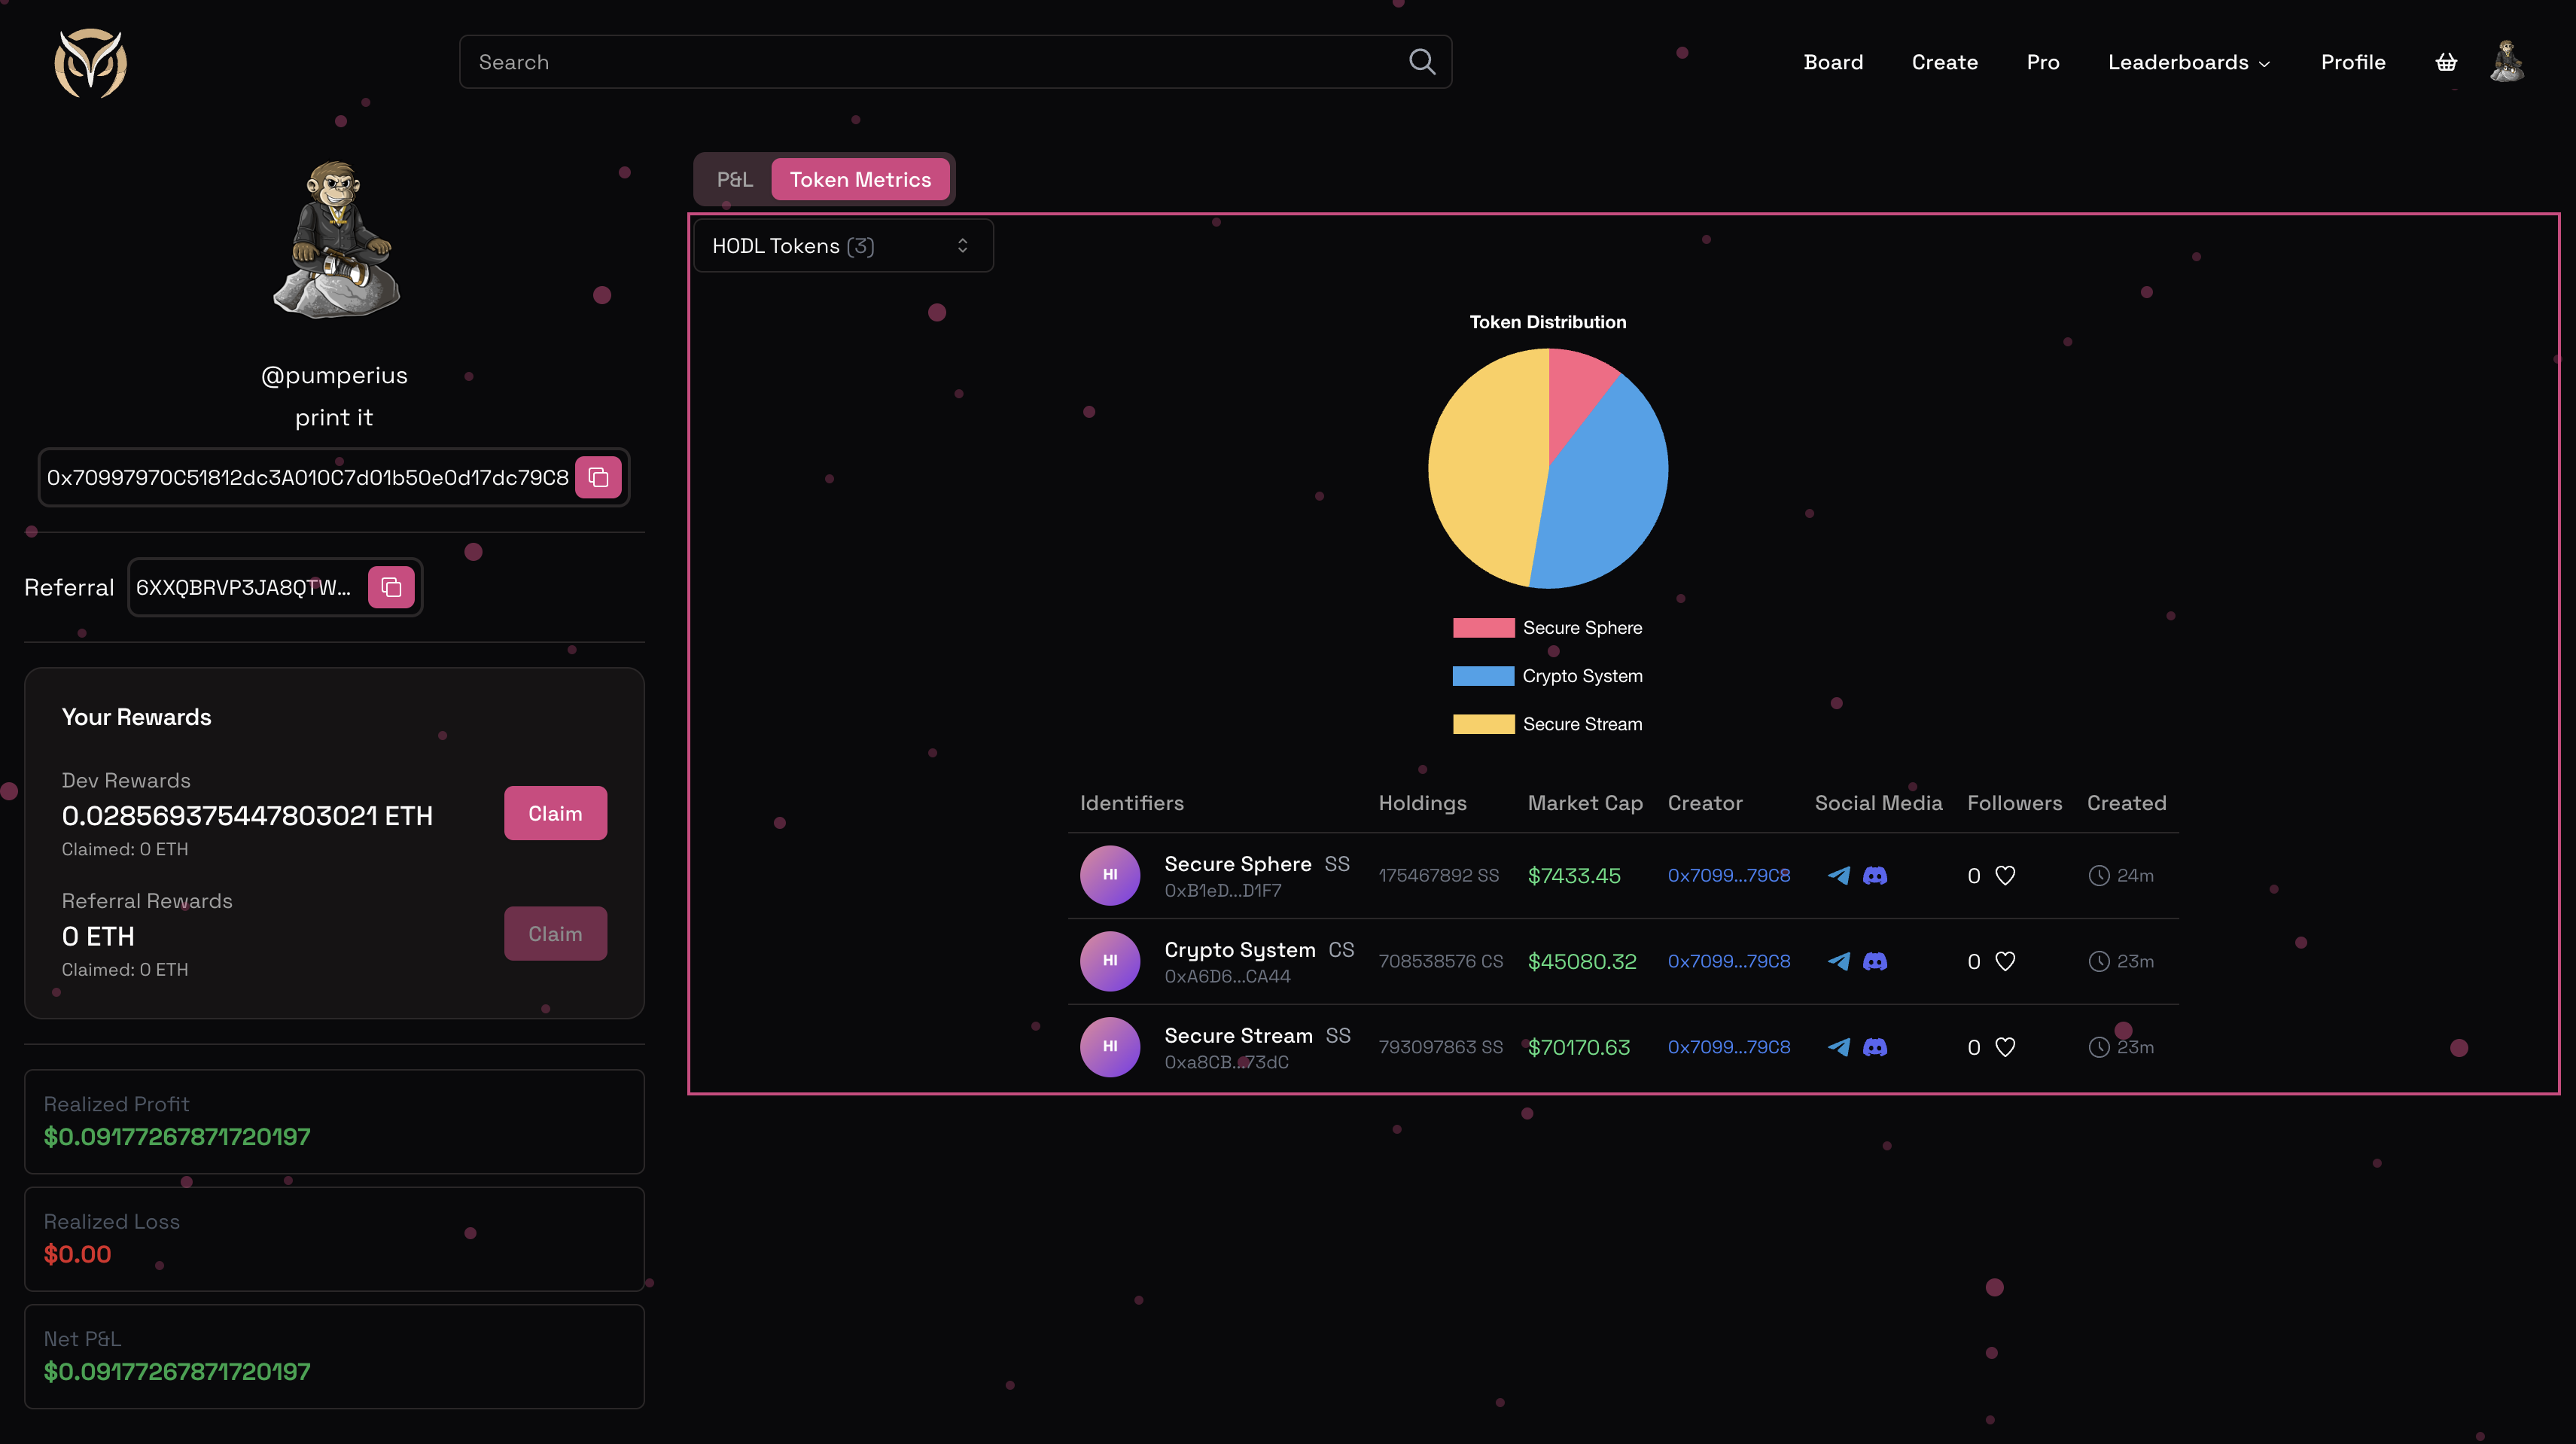 Search
Board Create Pro Leaderboards Profile
@pumperius
print it
0x70997970C51812dc3A010C7d01b50e0d17dc79C8
Referral 6XXQBRVP3JA8QTW...
Your Rewards
Dev Rewards
0.028569375447803021 ETH
Claimed: 0 ETH
Claim
Referral Rewards
0 ETH
Claimed: 0 ETH
Claim
Realized Profit
$0.09177267871720197
Realized Loss
$0.00
Net P&L
$0.09177267871720197
P&L Token Metrics
HODL Tokens (3)
Token Distribution
Secure Sphere
Crypto System
Secure Stream
Identifiers Holdings Market Cap Creator Social Media Followers Created
HI Secure Sphere SS 175467892 SS $7433.45 0x7099...79C8 0 24m
0xB1eD...D1F7
HI Crypto System CS 708538576 CS $45080.32 0x7099...79C8 0 23m
0xA6D6...CA44
HI Secure Stream SS 793097863 SS $70170.63 0x7099...79C8 0 23m
0xa8CB...73dC